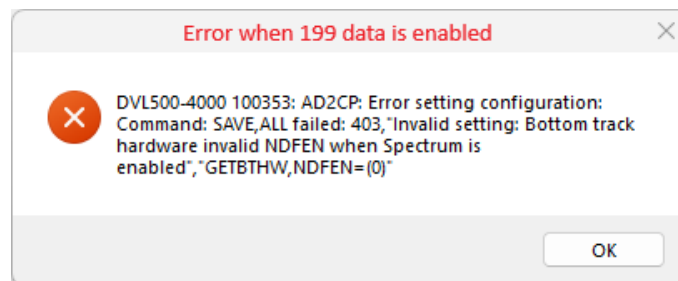 Error when 199 data is enabled
DVL500-4000 100353: AD2CP: Error setting configuration:
Command: SAVE,ALL failed: 403,"Invalid setting: Bottom track
hardware invalid NDFEN when Spectrum is
enabled","GETBTHW,NDFEN=(0)"
OK